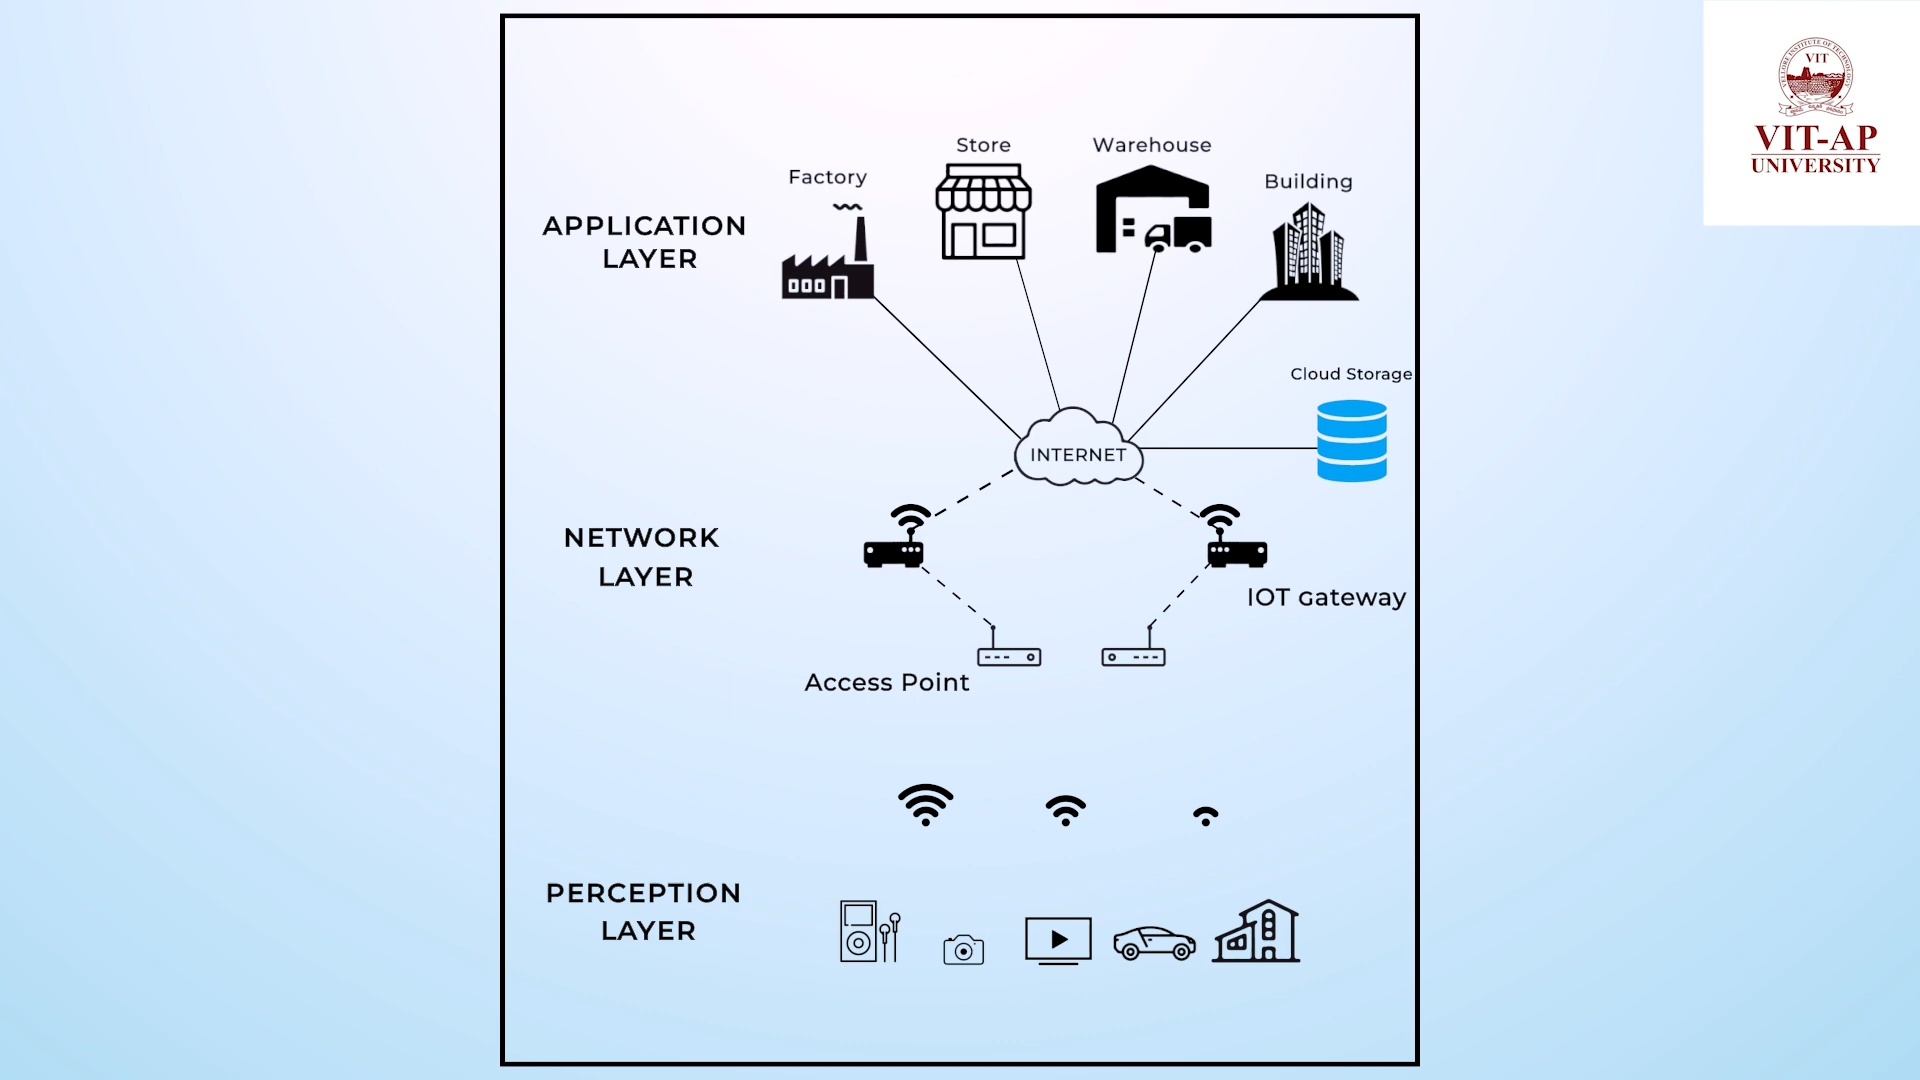 VIT
VIT-AP
UNIVERSITY
Store
Warehouse
Factory
Building
APPLICATION
LAYER
Cloud Storage
INTERNET
NETWORK
LAYER
IOT gateway
Access Point
PERCEPTION
LAYER